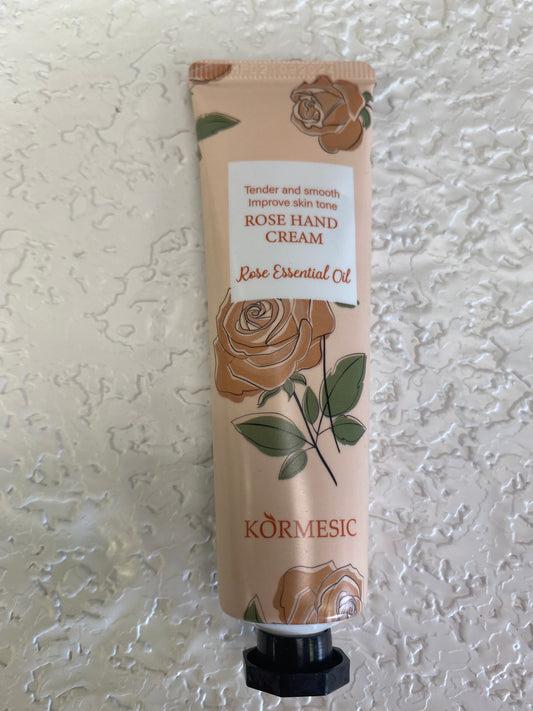 Tender and smooth
Improve skin tone
ROSE HAND
CREAM
Rose Essential Oil
KORMESIC